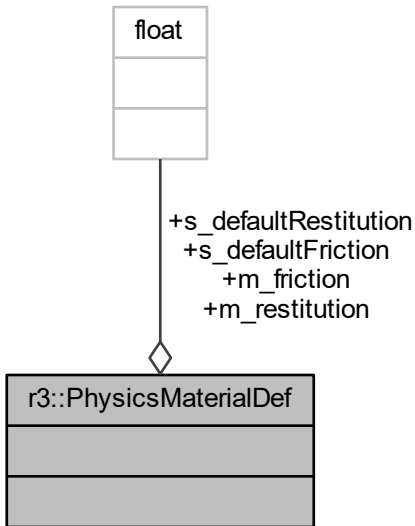 float
+s_defaultRestitution
+s_defaultFriction
+m_friction
+m_restitution
r3::PhysicsMaterialDef